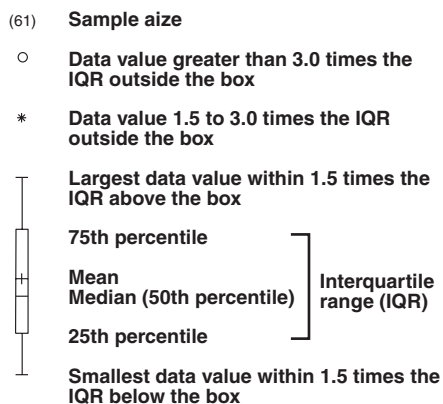 (61) Sample aize
Data value greater than 3.0 times the
IQR outside the box
Data value 1.5 to 3.0 times the IQR
outside the box
Largest data value within 1.5 times the
IQR above the box
75th percentile
Mean
Median (50th percentile)
25th percentile
Interquartile
range (IQR)
Smallest data value within 1.5 times the
IQR below the box